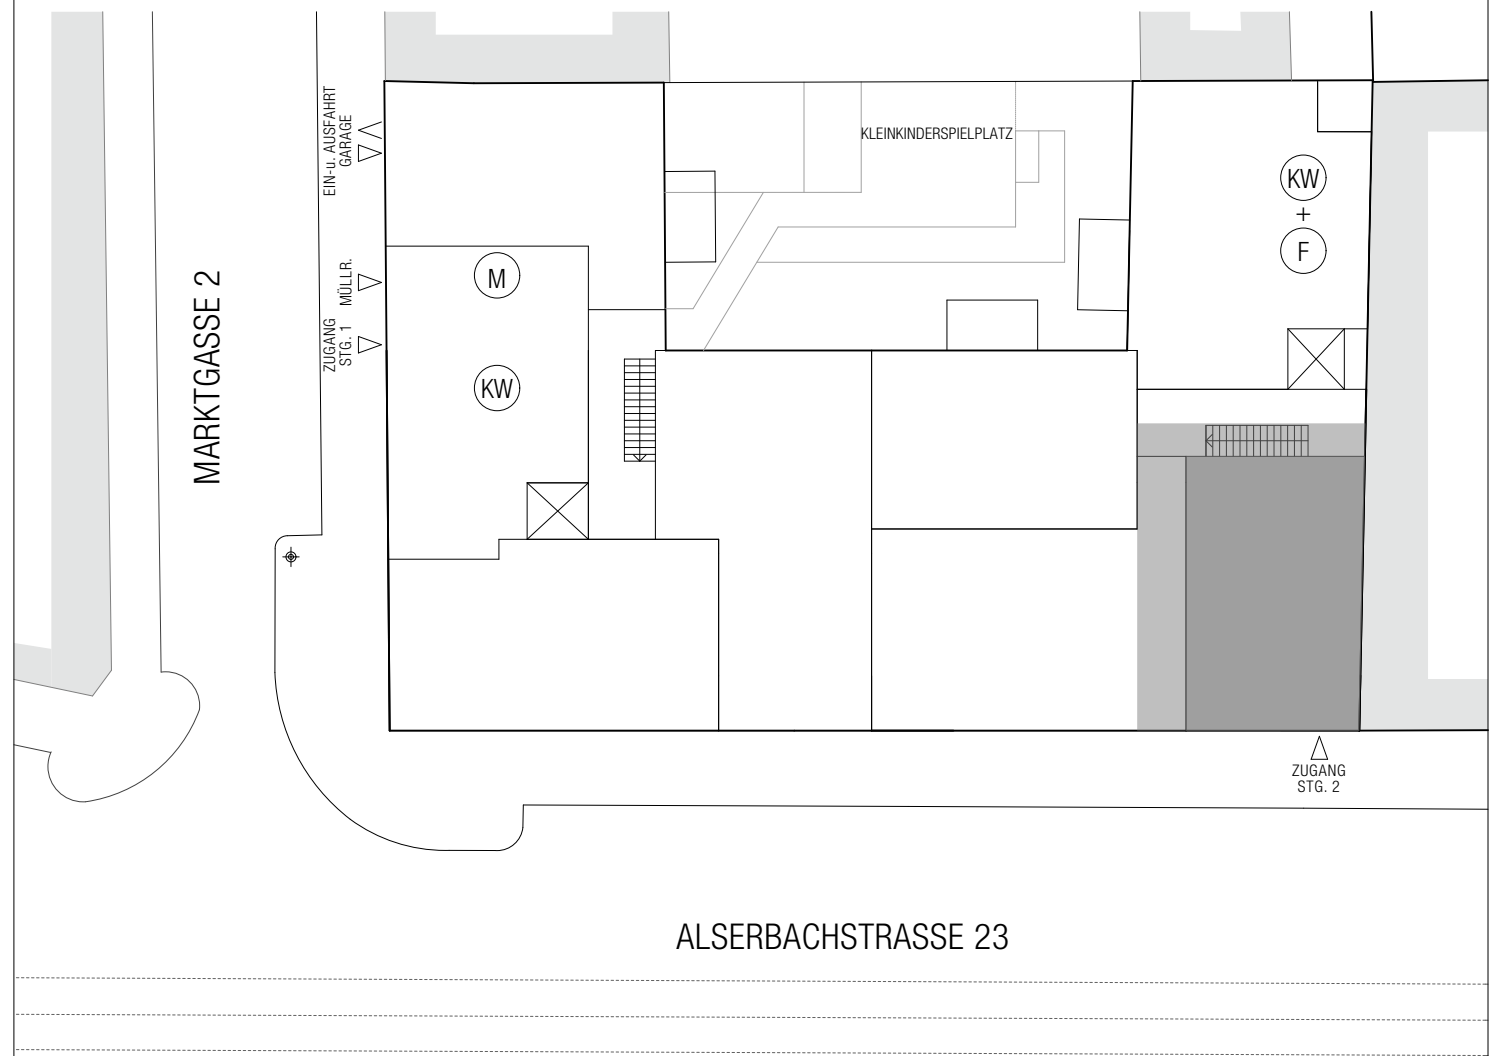 EIN-u. AUSFAHRT
GARAGE
KLEINKINDERSPIELPLATZ
KW
+
F
MÜLLR.
M
MARKTGASSE 2
ZUGANG
STG. 1
KW
ZUGANG
STG. 2
ALSERBACHSTRASSE 23